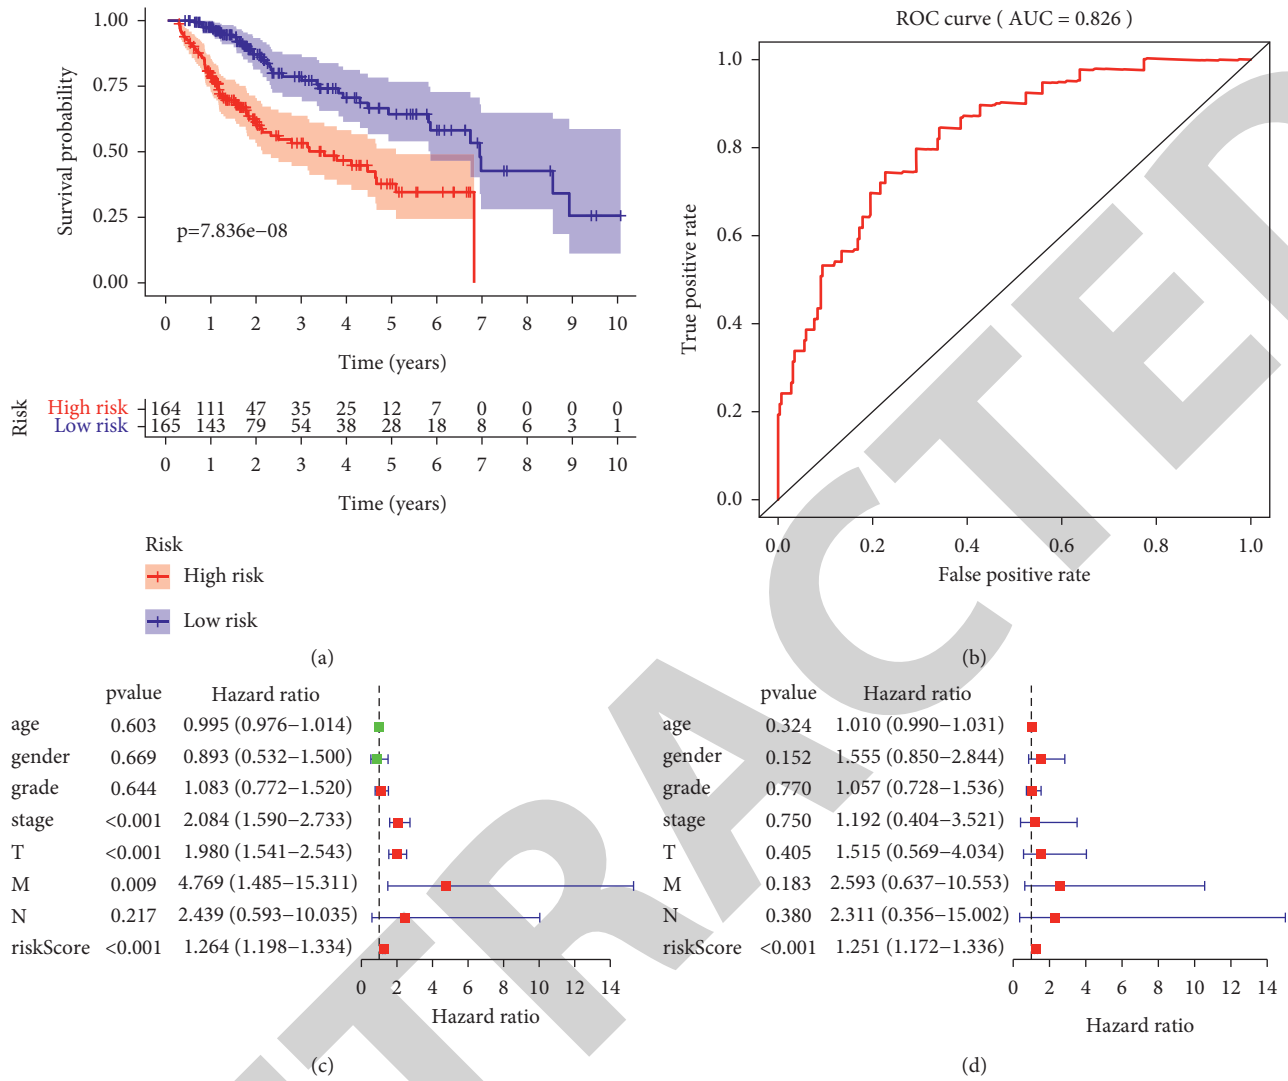 1.00
0.75
0.50
0.25
0.00
Survival probability
p=7.836e−08
0 1 2 3 4 5 6 7 8 9 10
Time (years)
Risk
High risk 164 111 47 35 25 12 7 0 0 0 0
Low risk 165 143 79 54 38 28 18 8 6 3 1
0 1 2 3 4 5 6 7 8 9 10
Time (years)
Risk
High risk
Low risk
(a)
ROC curve ( AUC = 0.826 )
1.0
0.8
0.6
0.4
0.2
0.0
True positive rate
0.0 0.2 0.4 0.6 0.8 1.0
False positive rate
(b)
pvalue Hazard ratio
age 0.603 0.995 (0.976−1.014)
gender 0.669 0.893 (0.532−1.500)
grade 0.644 1.083 (0.772−1.520)
stage <0.001 2.084 (1.590−2.733)
T <0.001 1.980 (1.541−2.543)
M 0.009 4.769 (1.485−15.311)
N 0.217 2.439 (0.593−10.035)
riskScore <0.001 1.264 (1.198−1.334)
0 2 4 6 8 10 12 14
Hazard ratio
(c)
pvalue Hazard ratio
age 0.324 1.010 (0.990−1.031)
gender 0.152 1.555 (0.850−2.844)
grade 0.770 1.057 (0.728−1.536)
stage 0.750 1.192 (0.404−3.521)
T 0.405 1.515 (0.569−4.034)
M 0.183 2.593 (0.637−10.553)
N 0.380 2.311 (0.356−15.002)
riskScore <0.001 1.251 (1.172−1.336)
0 2 4 6 8 10 12 14
Hazard ratio
(d)
TRACTED